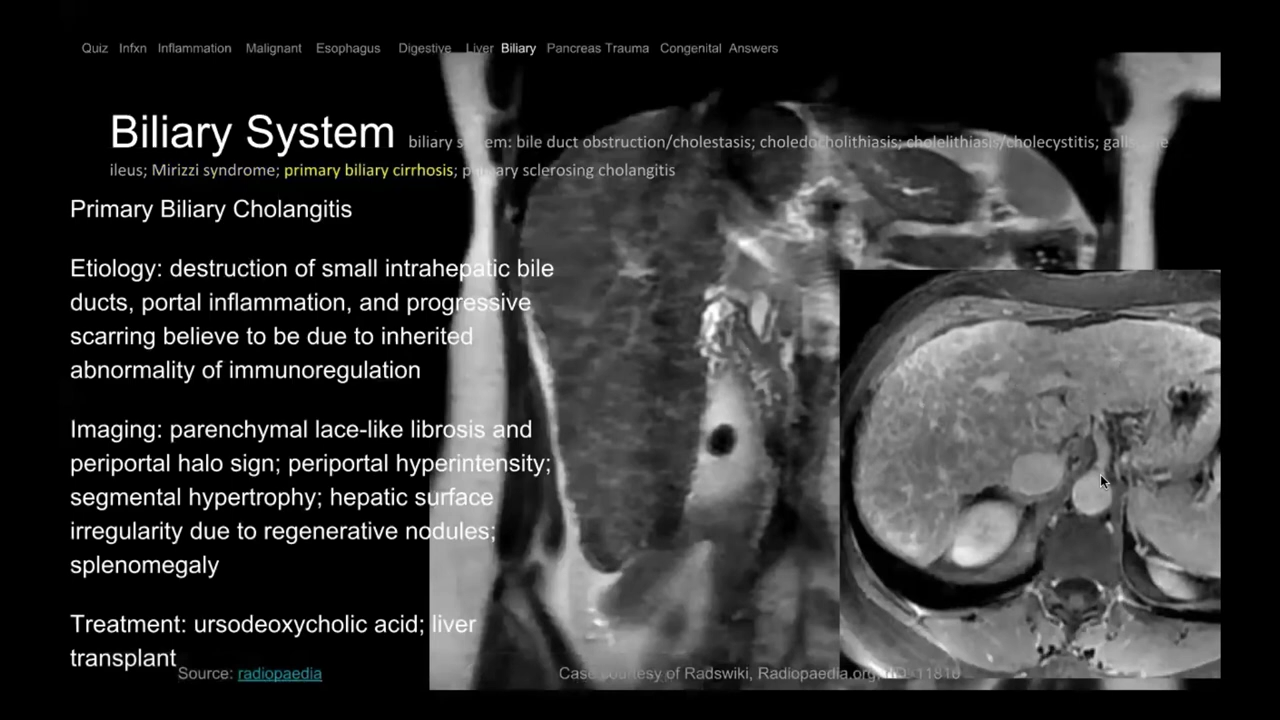 Quiz Infxn Inflammation Malignant Esophagus Digestive Liver Biliary Pancreas Trauma Congenital Answers
Biliary System biliary system: bile duct obstruction/cholestasis; choledocholithiasis; cholelithiasis/cholecystitis; gallstone
ileus; Mirizzi syndrome; primary biliary cirrhosis; primary sclerosing cholangitis
Primary Biliary Cholangitis
Etiology: destruction of small intrahepatic bile
ducts, portal inflammation, and progressive
scarring believe to be due to inherited
abnormality of immunoregulation
Imaging: parenchymal lace-like librosis and
periportal halo sign; periportal hyperintensity;
segmental hypertrophy; hepatic surface
irregularity due to regenerative nodules;
splenomegaly
Treatment: ursodeoxycholic acid; liver
transplant
Source: radiopaedia
Case courtesy of Radswiki, Radiopaedia.org, rID: 11810